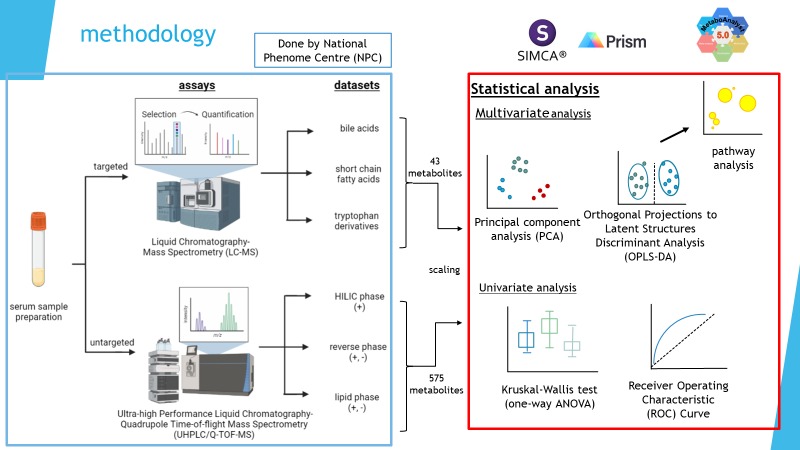 methodology
Done by National
Phenome Centre (NPC)
SIMCA®
Prism
MetaboAnalyst
5.0
assays
datasets
Selection
Quantification
m/z
m/z
targeted
Liquid Chromatography-
Mass Spectrometry (LC-MS)
bile acids
short chain
fatty acids
tryptophan
derivatives
43
metabolites
serum sample
preparation
scaling
untargeted
Intensity
m/z
Ultra-high Performance Liquid Chromatography-
Quadrupole Time-of-flight Mass Spectrometry
(UHPLC/Q-TOF-MS)
HILIC phase
(+)
reverse phase
(+, -)
lipid phase
(+, -)
575
metabolites
Statistical analysis
Multivariate analysis
Principal component
analysis (PCA)
Orthogonal Projections to
Latent Structures
Discriminant Analysis
(OPLS-DA)
pathway
analysis
Univariate analysis
Kruskal-Wallis test
(one-way ANOVA)
Receiver Operating
Characteristic
(ROC) Curve